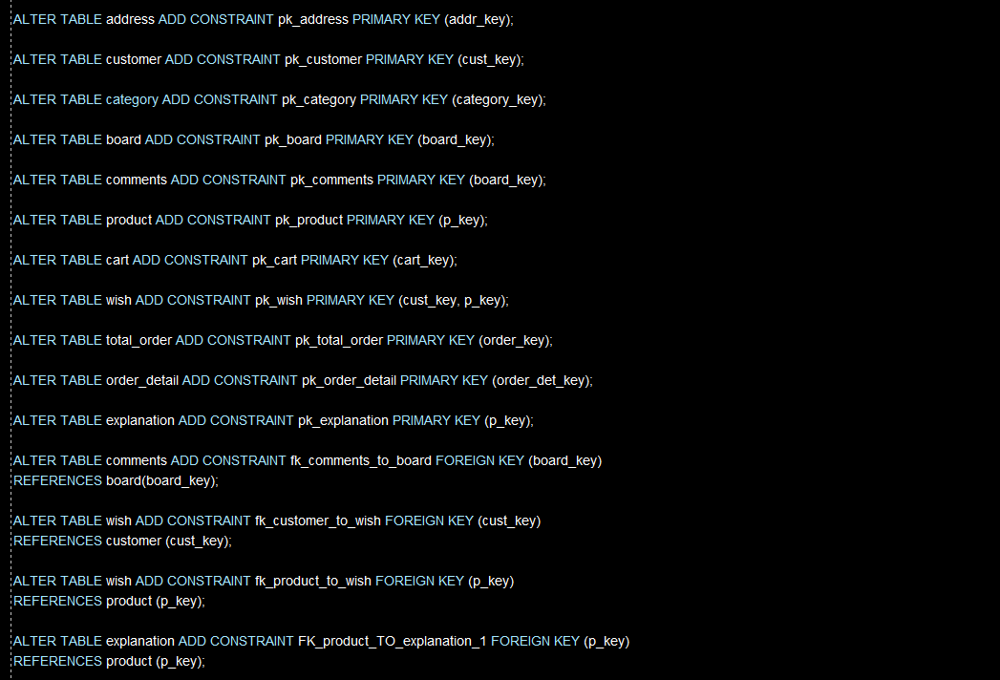 ALTER TABLE address ADD CONSTRAINT pk_address PRIMARY KEY (addr_key);
ALTER TABLE customer ADD CONSTRAINT pk_customer PRIMARY KEY (cust_key);
ALTER TABLE category ADD CONSTRAINT pk_category PRIMARY KEY (category_key);
ALTER TABLE board ADD CONSTRAINT pk_board PRIMARY KEY (board_key);
ALTER TABLE comments ADD CONSTRAINT pk_comments PRIMARY KEY (board_key);
ALTER TABLE product ADD CONSTRAINT pk_product PRIMARY KEY (p_key);
ALTER TABLE cart ADD CONSTRAINT pk_cart PRIMARY KEY (cart_key);
ALTER TABLE wish ADD CONSTRAINT pk_wish PRIMARY KEY (cust_key, p_key);
ALTER TABLE total_order ADD CONSTRAINT pk_total_order PRIMARY KEY (order_key);
ALTER TABLE order_detail ADD CONSTRAINT pk_order_detail PRIMARY KEY (order_det_key);
ALTER TABLE explanation ADD CONSTRAINT pk_explanation PRIMARY KEY (p_key);
ALTER TABLE comments ADD CONSTRAINT fk_comments_to_board FOREIGN KEY (board_key)
REFERENCES board(board_key);
ALTER TABLE wish ADD CONSTRAINT fk_customer_to_wish FOREIGN KEY (cust_key)
REFERENCES customer (cust_key);
ALTER TABLE wish ADD CONSTRAINT fk_product_to_wish FOREIGN KEY (p_key)
REFERENCES product (p_key);
ALTER TABLE explanation ADD CONSTRAINT FK_product_TO_explanation_1 FOREIGN KEY (p_key)
REFERENCES product (p_key);